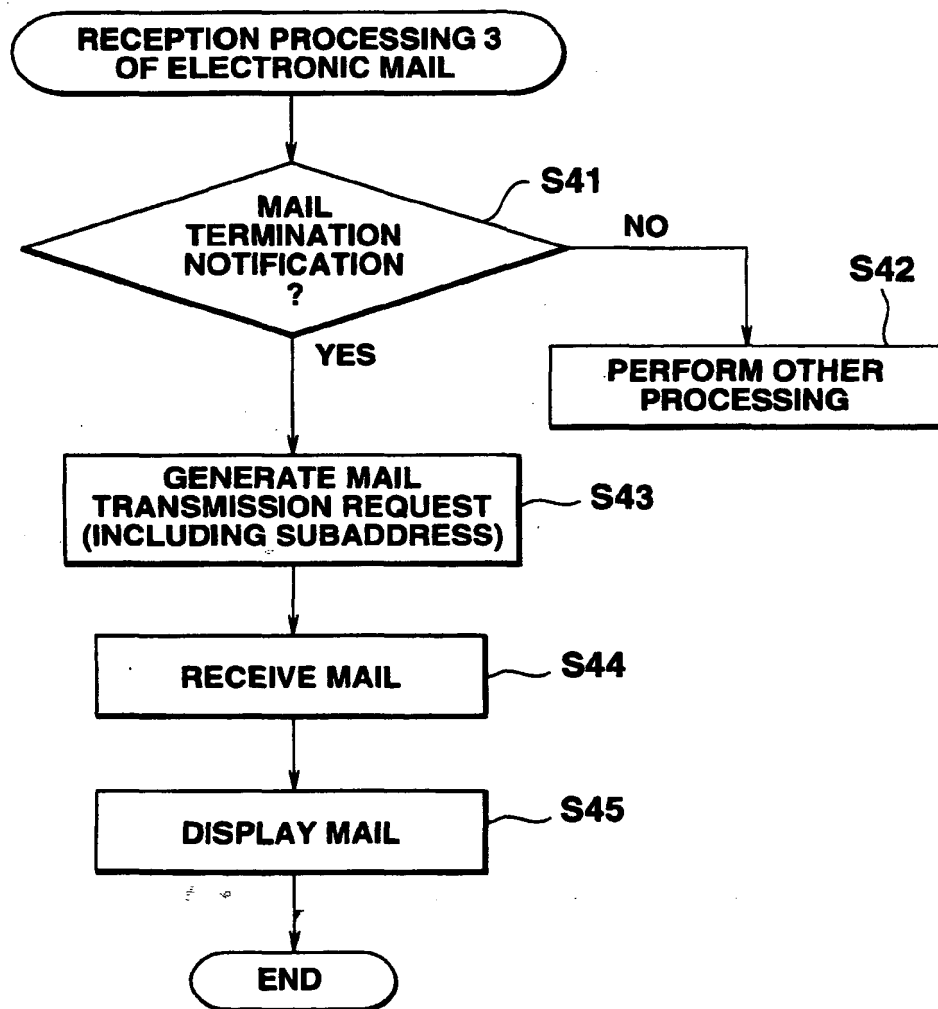 RECEPTION PROCESSING 3
OF ELECTRONIC MAIL
S41
MAIL
TERMINATION
NOTIFICATION
?
NO
S42
YES
PERFORM OTHER
PROCESSING
GENERATE MAIL
TRANSMISSION REQUEST
(INCLUDING SUBADDRESS)
S43
RECEIVE MAIL
S44
DISPLAY MAIL
S45
END